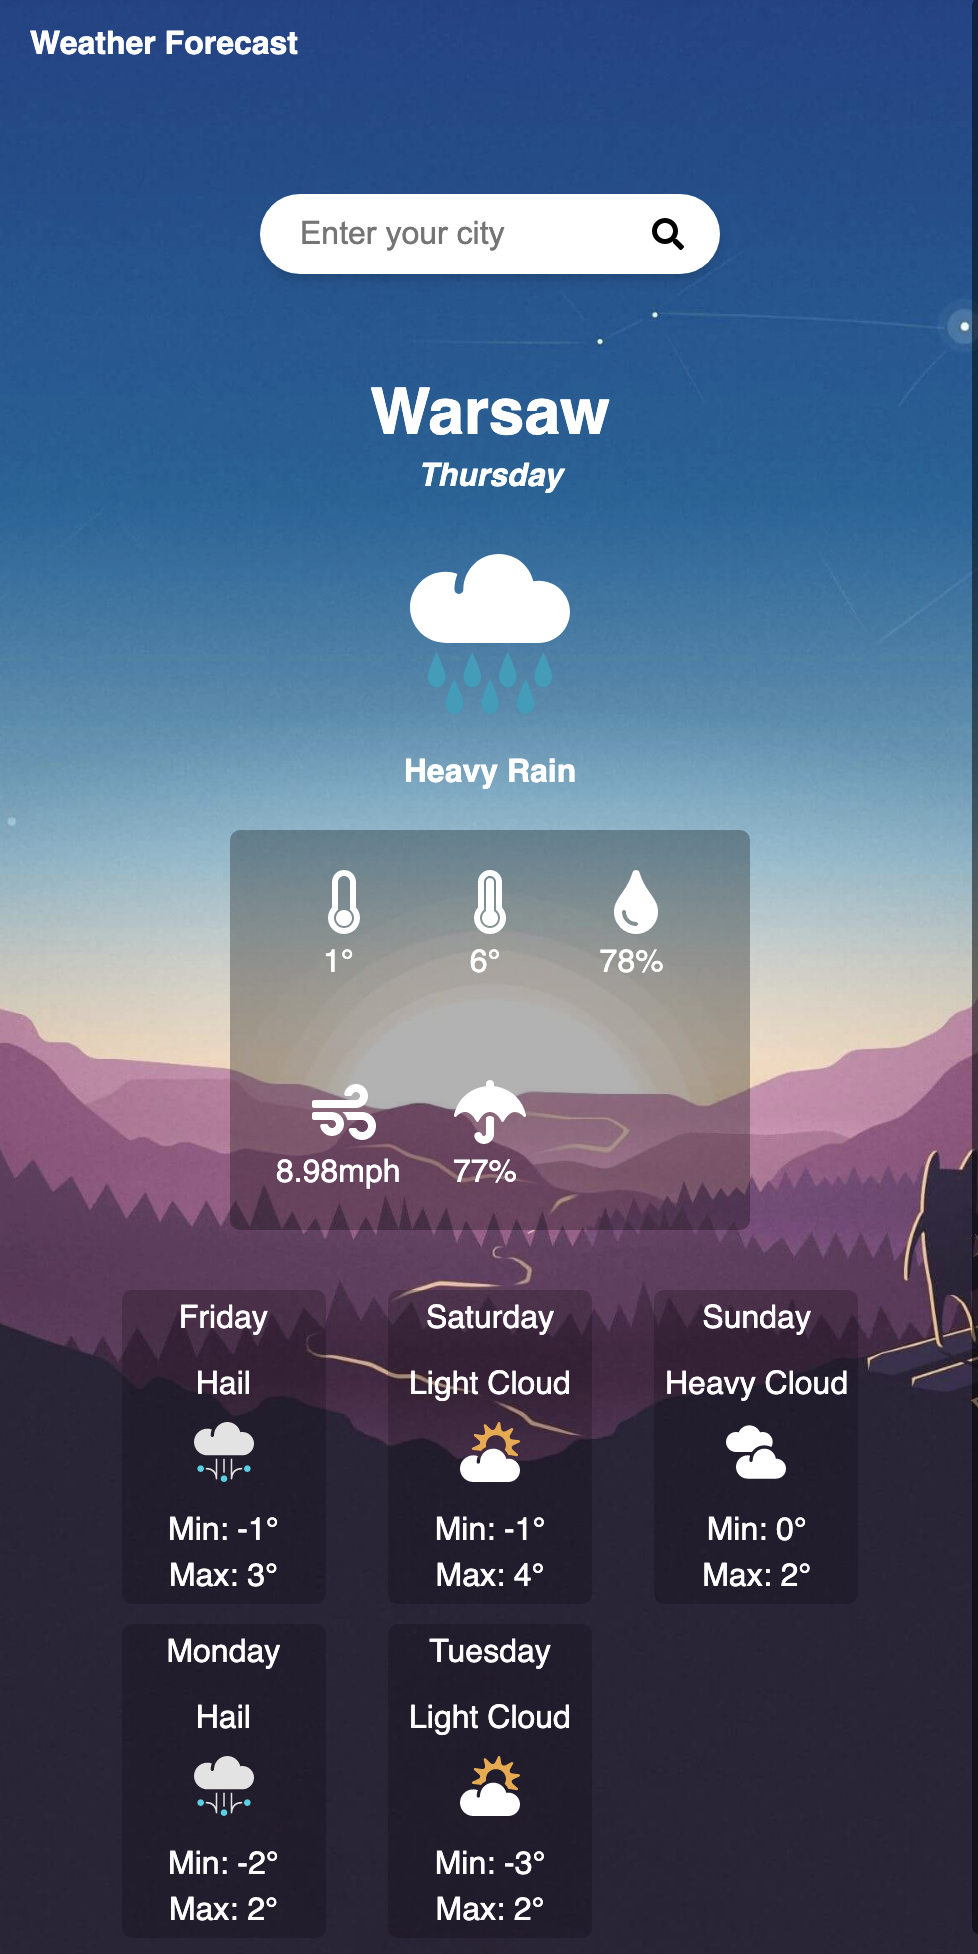 Weather Forecast
Enter your city
Warsaw
Thursday
Heavy Rain
1° 6° 78%
8.98mph 77%
Friday
Hail
Min: -1°
Max: 3°
Saturday
Light Cloud
Min: -1°
Max: 4°
Sunday
Heavy Cloud
Min: 0°
Max: 2°
Monday
Hail
Min: -2°
Max: 2°
Tuesday
Light Cloud
Min: -3°
Max: 2°